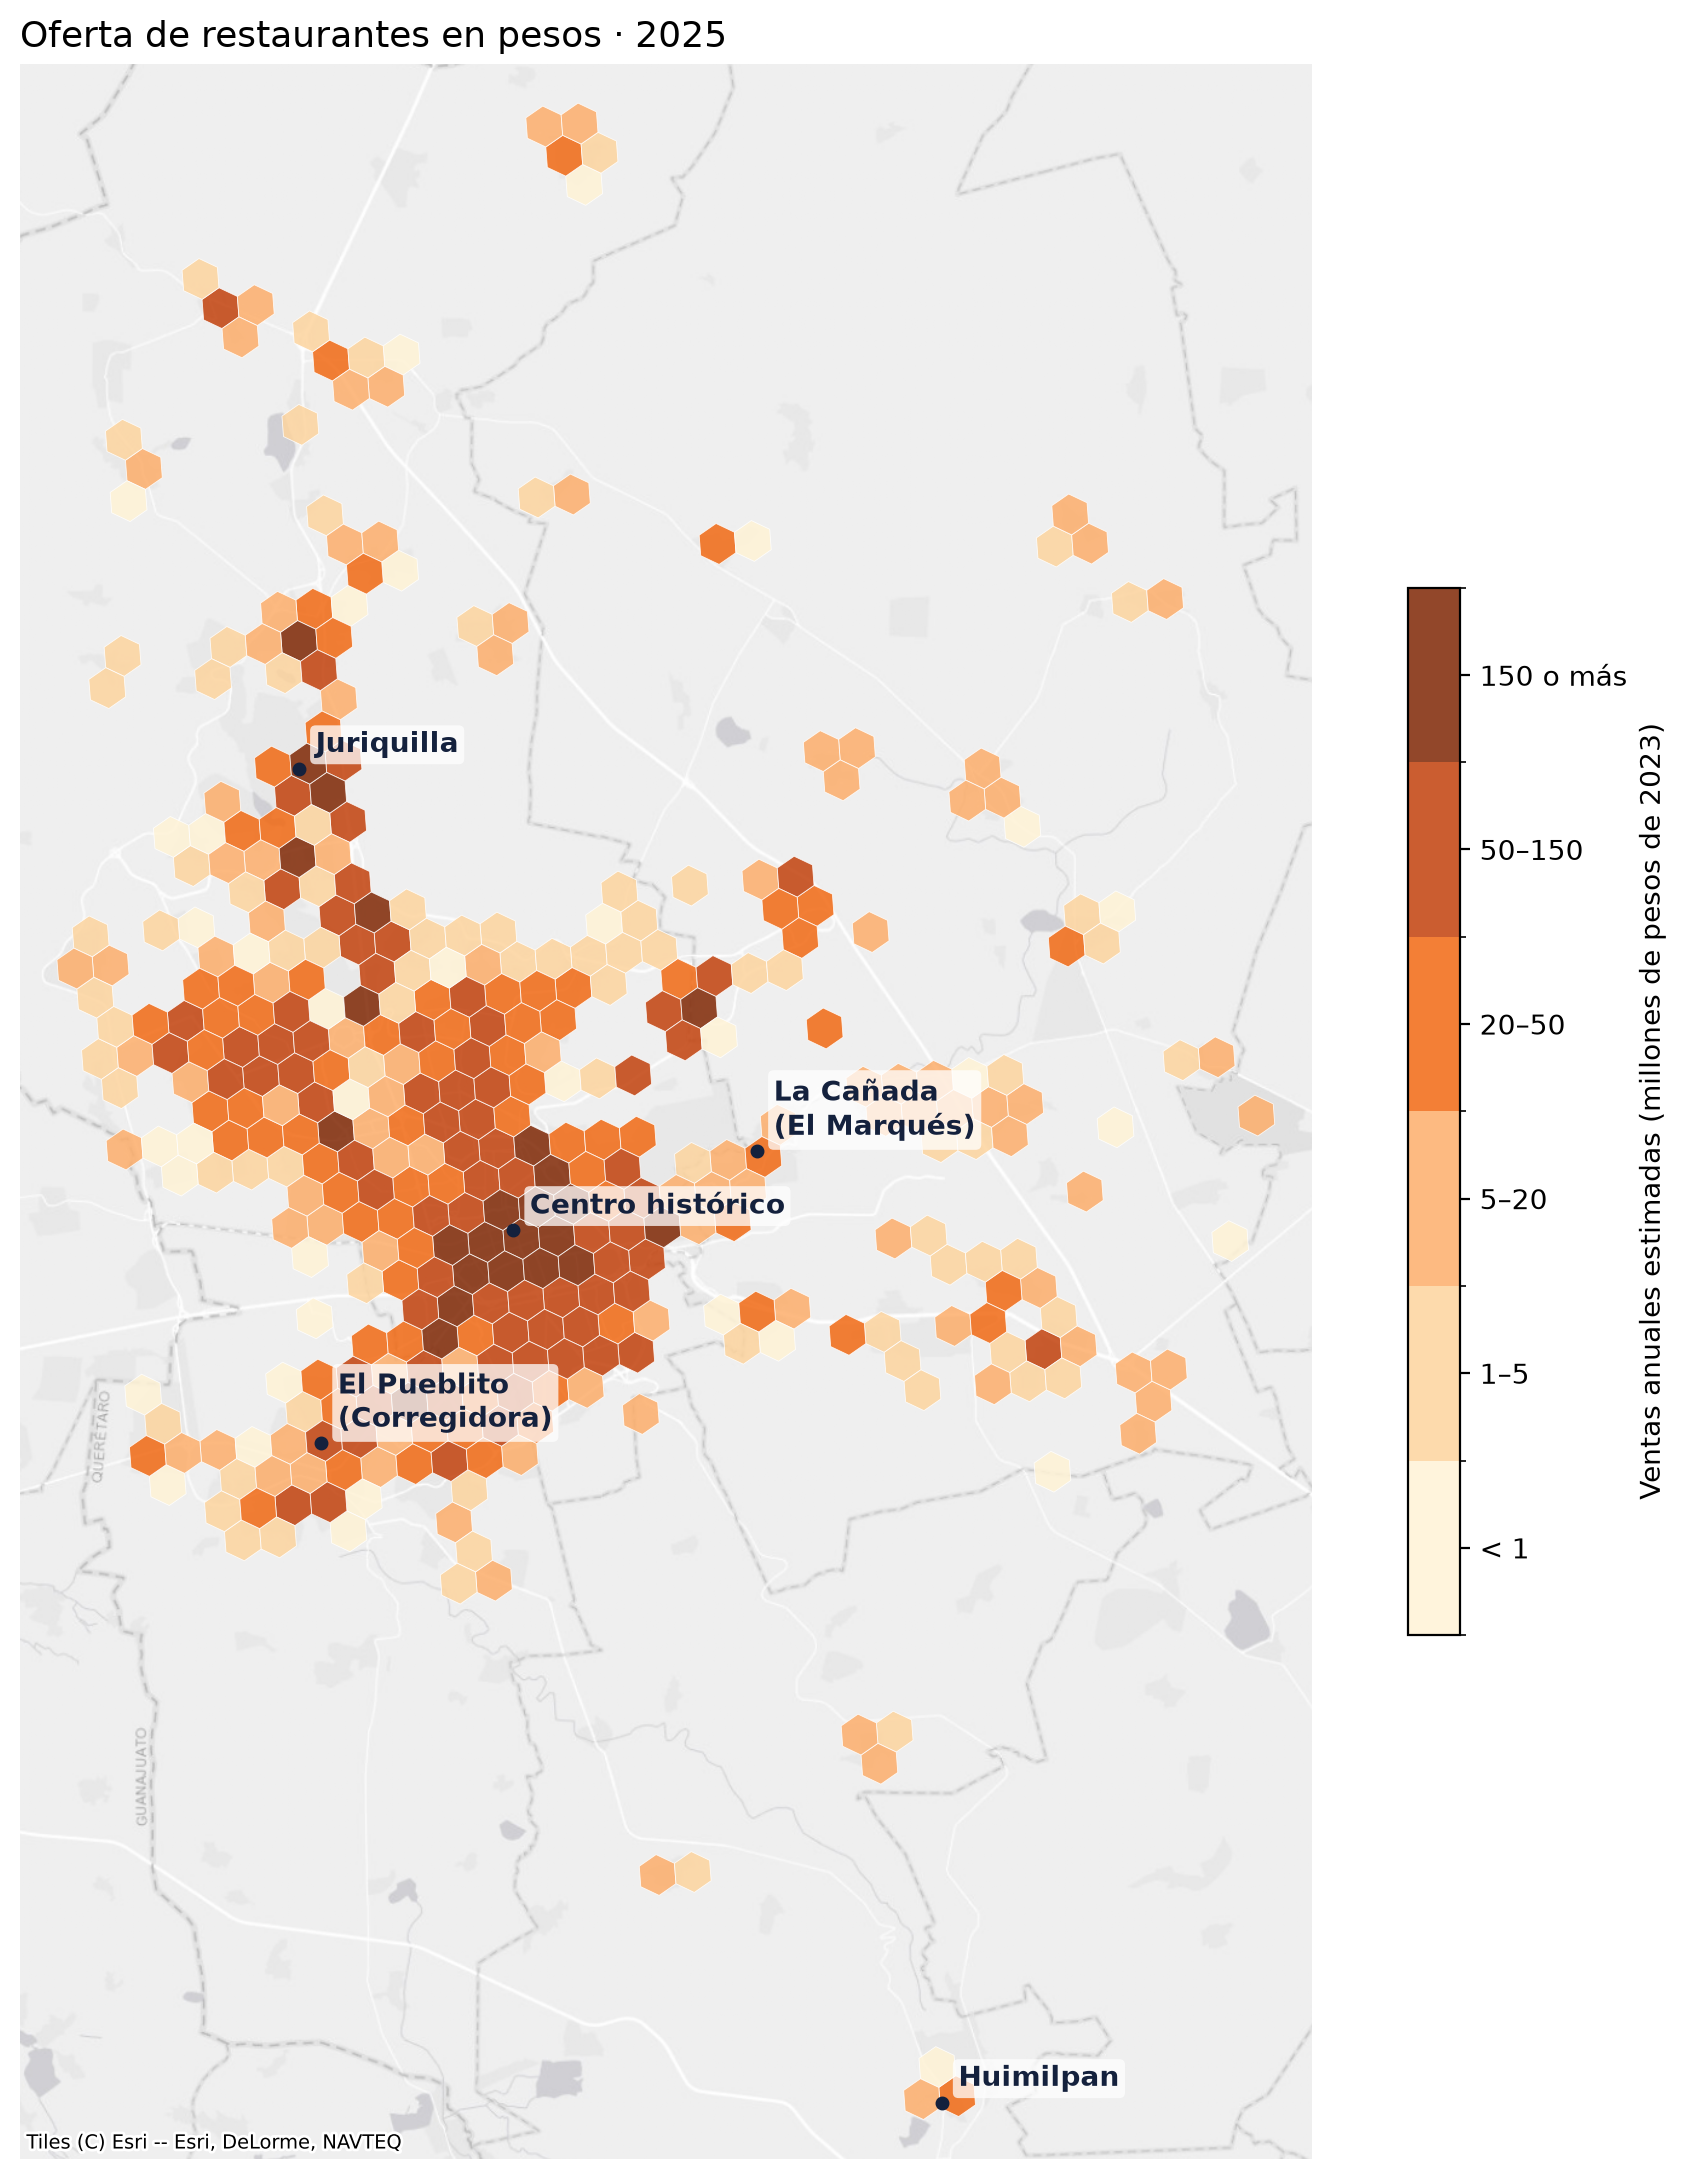 Oferta de restaurantes en pesos · 2025
Juriquilla
La Cañada
(El Marqués)
Centro histórico
El Pueblito
(Corregidora)
QUERÉTARO
GUANAJUATO
Huimilpan
Tiles (C) Esri -- Esri, DeLorme, NAVTEQ
150 o más
50–150
20–50
5–20
1–5
< 1
Ventas anuales estimadas (millones de pesos de 2023)